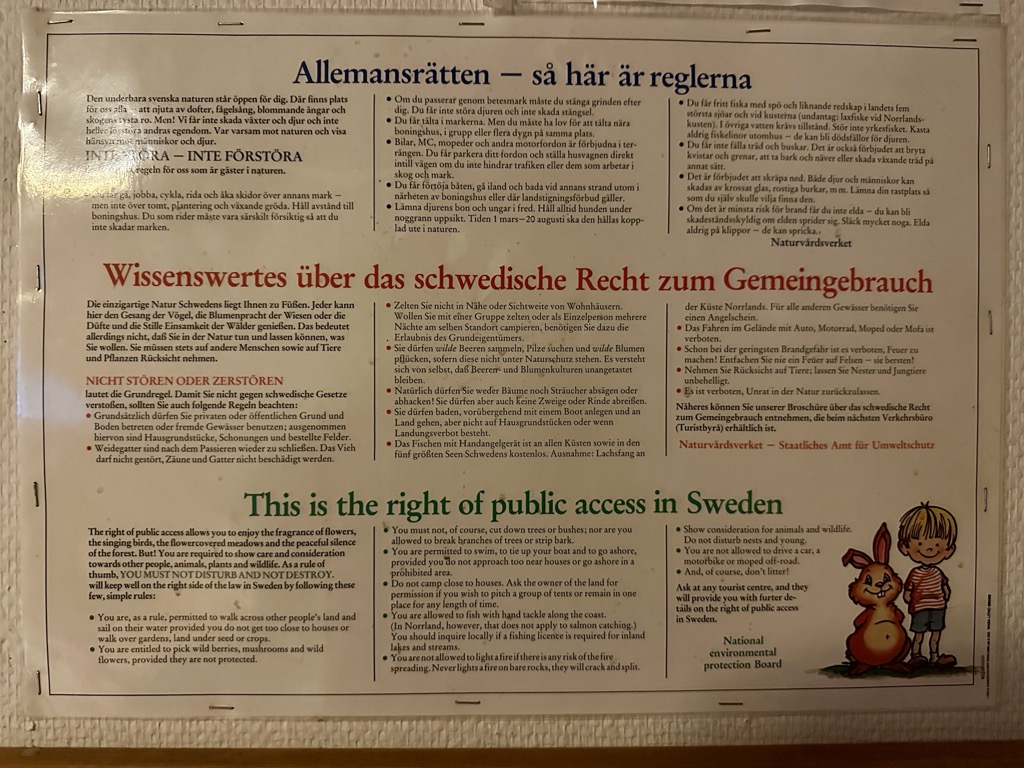 Allemansrätten – så här är reglerna
Den underbara svenska naturen står öppen för dig. Där finns plats
för oss alla – att njuta av dofter, fågelsång, blommande ängar och
skogens tysta ro. Men! Vi får inte skada växter och djur och inte
heller förstöra andras egendom. Var varsam mot naturen och visa
hänsyn mot människor och djur.
INTE STÖRA – INTE FÖRSTÖRA
regeln för oss som är gäster i naturen.
Du får gå, jobba, cykla, rida och åka skidor över annans mark –
men inte över tomt, plantering och växande gröda. Håll avstånd till
boningshus. Du som rider måste vara särskilt försiktig så att du
inte skadar marken.
• Om du passerar genom betesmark måste du stänga grinden efter
dig. Du får inte störa djuren och inte skada stängsel.
• Du får tälta i markerna. Men du måste ha lov för att tälta nära
boningshus, i grupp eller flera dygn på samma plats.
• Bilar, MC, mopeder och andra motorfordon är förbjudna i ter-
rängen. Du får parkera ditt fordon och ställa husvagnen direkt
intill vägen om du inte hindrar trafiken eller dem som arbetar i
skog och mark.
• Du får förtöja båten, gå iland och bada vid annans strand utom i
närheten av boningshus eller där landstigningsförbud gäller.
• Lämna djurens bon och ungar i fred. Håll alltid hunden under
noggrann uppsikt. Tiden 1 mars–20 augusti ska den hållas kopp-
lad ute i naturen.
• Du får fritt fiska med spö och liknande redskap i landets fem
största sjöar och vid kusterna (undantag: laxfiske vid Norrlands-
kusten). I övriga vatten krävs tillstånd. Stör inte yrkesfisket. Kasta
aldrig fiskelinor utomhus – de kan bli dödsfällor för djuren.
• Du får inte fälla träd och buskar. Det är också förbjudet att bryta
kvistar och grenar, att ta bark och näver eller skada växande träd på
annat sätt.
• Det är förbjudet att skräpa ned. Både djur och människor kan
skadas av krossat glas, rostiga burkar, m.m. Lämna din rastplats så
som du själv skulle vilja finna den.
• Om det är minsta risk för brand får du inte elda – du kan bli
skadeståndsskyldig om elden sprider sig. Släck mycket noga. Elda
aldrig på klippor – de kan spricka.
Naturvårdsverket
Wissenswertes über das schwedische Recht zum Gemeingebrauch
Die einzigartige Natur Schwedens liegt Ihnen zu Füßen. Jeder kann
hier den Gesang der Vögel, die Blumenpracht der Wiesen oder die
Düfte und die Stille Einsamkeit der Wälder genießen. Das bedeutet
allerdings nicht, daß Sie in der Natur tun und lassen können, was
Sie wollen. Sie müssen stets auf andere Menschen sowie auf Tiere
und Pflanzen Rücksicht nehmen.
NICHT STÖREN ODER ZERSTÖREN
lautet die Grundregel. Damit Sie nicht gegen schwedische Gesetze
verstoßen, sollten Sie auch folgende Regeln beachten:
• Grundsätzlich dürfen Sie privaten oder öffentlichen Grund und
Boden betreten oder fremde Gewässer benutzen; ausgenommen
hiervon sind Hausgrundstücke, Schonungen und bestellte Felder.
• Weidegatter sind nach dem Passieren wieder zu schließen. Das Vieh
darf nicht gestört, Zäune und Gatter nicht beschädigt werden.
• Zelten Sie nicht in Nähe oder Sichtweite von Wohnhäusern.
Wollen Sie mit einer Gruppe zelten oder als Einzelperson mehrere
Nächte am selben Standort campieren, benötigen Sie dazu die
Erlaubnis des Grundeigentümers.
• Sie dürfen wilde Beeren sammeln, Pilze suchen und wilde Blumen
pflücken, sofern diese nicht unter Naturschutz stehen. Es versteht
sich von selbst, daß Beeren- und Blumenkulturen unangetastet
bleiben.
• Natürlich dürfen Sie weder Bäume noch Sträucher absägen oder
abhacken! Sie dürfen aber auch keine Zweige oder Rinde abreißen.
• Sie dürfen baden, vorübergehend mit einem Boot anlegen und an
Land gehen, aber nicht auf Hausgrundstücken oder wenn
Landungsverbot besteht.
• Das Fischen mit Handangelgerät ist an allen Küsten sowie in den
fünf größten Seen Schwedens kostenlos. Ausnahme: Lachsfang an
der Küste Norrlands. Für alle anderen Gewässer benötigen Sie
einen Angelschein.
• Das Fahren im Gelände mit Auto, Motorrad, Moped oder Mofa ist
verboten.
• Schon bei der geringsten Brandgefahr ist es verboten, Feuer zu
machen! Entfachen Sie nie ein Feuer auf Felsen – sie bersten!
• Nehmen Sie Rücksicht auf Tiere; lassen Sie Nester und Jungtiere
unbehelligt.
• Es ist verboten, Unrat in der Natur zurückzulassen.
Näheres können Sie unserer Broschüre über das schwedische Recht
zum Gemeingebrauch entnehmen, die beim nächsten Verkehrsbüro
(Turistbyrå) erhältlich ist.
Naturvårdsverket – Staatliches Amt für Umweltschutz
This is the right of public access in Sweden
The right of public access allows you to enjoy the fragrance of flowers,
the singing birds, the flowercovered meadows and the peaceful silence
of the forest. But! You are required to show care and consideration
towards other people, animals, plants and wildlife. As a rule of
thumb, YOU MUST NOT DISTURB AND NOT DESTROY.
will keep well on the right side of the law in Sweden by following these
few, simple rules:
• You are, as a rule, permitted to walk across other people's land and
sail on their water provided you do not get too close to houses or
walk over gardens, land under seed or crops.
• You are entitled to pick wild berries, mushrooms and wild
flowers, provided they are not protected.
• You must not, of course, cut down trees or bushes; nor are you
allowed to break branches of trees or strip bark.
• You are permitted to swim, to tie up your boat and to go ashore,
provided you do not approach too near houses or go ashore in a
prohibited area.
• Do not camp close to houses. Ask the owner of the land for
permission if you wish to pitch a group of tents or remain in one
place for any length of time.
• You are allowed to fish with hand tackle along the coast.
(In Norrland, however, that does not apply to salmon catching.)
You should inquire locally if a fishing licence is required for inland
lakes and streams.
• You are not allowed to light a fire if there is any risk of the fire
spreading. Never lights a fire on bare rocks, they will crack and split.
• Show consideration for animals and wildlife.
Do not disturb nests and young.
• You are not allowed to drive a car, a
motorbike or moped off-road.
• And, of course, don't litter!
Ask at any tourist centre, and they
will provide you with furter de-
tails on the right of public access
in Sweden.
National
environmental
protection Board